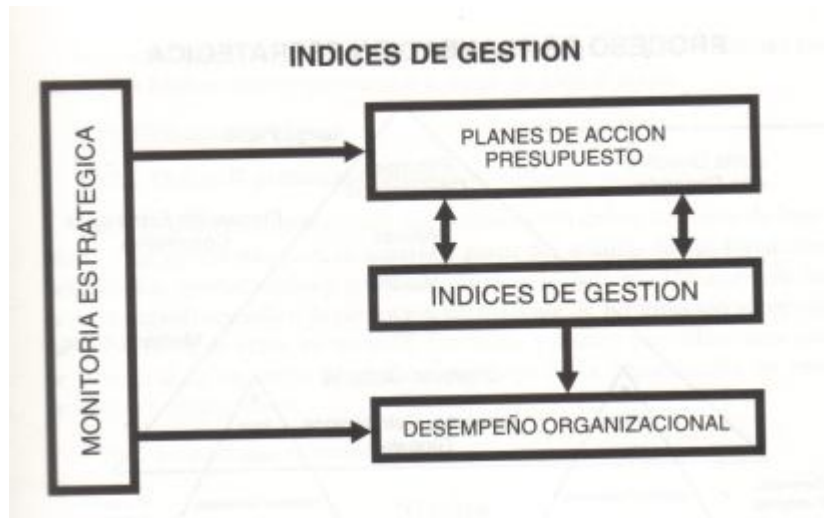 INDICES DE GESTION
MONITORIA ESTRATEGICA
PLANES DE ACCION
PRESUPUESTO
INDICES DE GESTION
DESEMPEÑO ORGANIZACIONAL